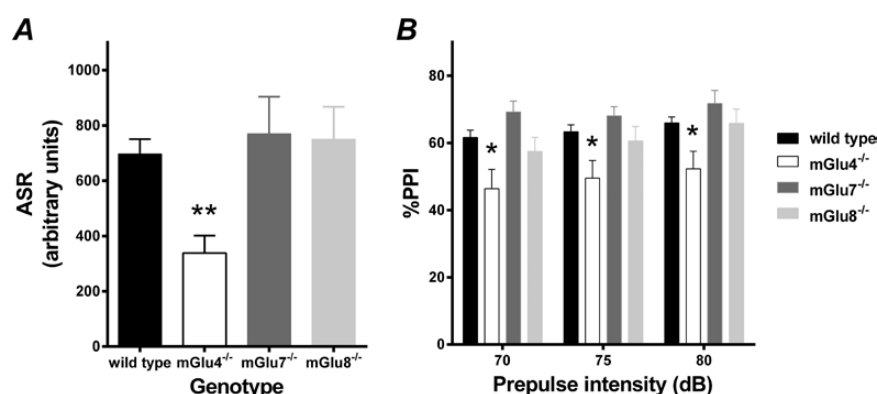 A
ASR
(arbitrary units)
1000
800
600
400
200
0
**
wild type mGlu4-/- mGlu7-/- mGlu8-/-
Genotype
B
%PPI
80
60
40
20
0
* * *
70 75 80
Prepulse intensity (dB)
wild type
mGlu4-/-
mGlu7-/-
mGlu8-/-